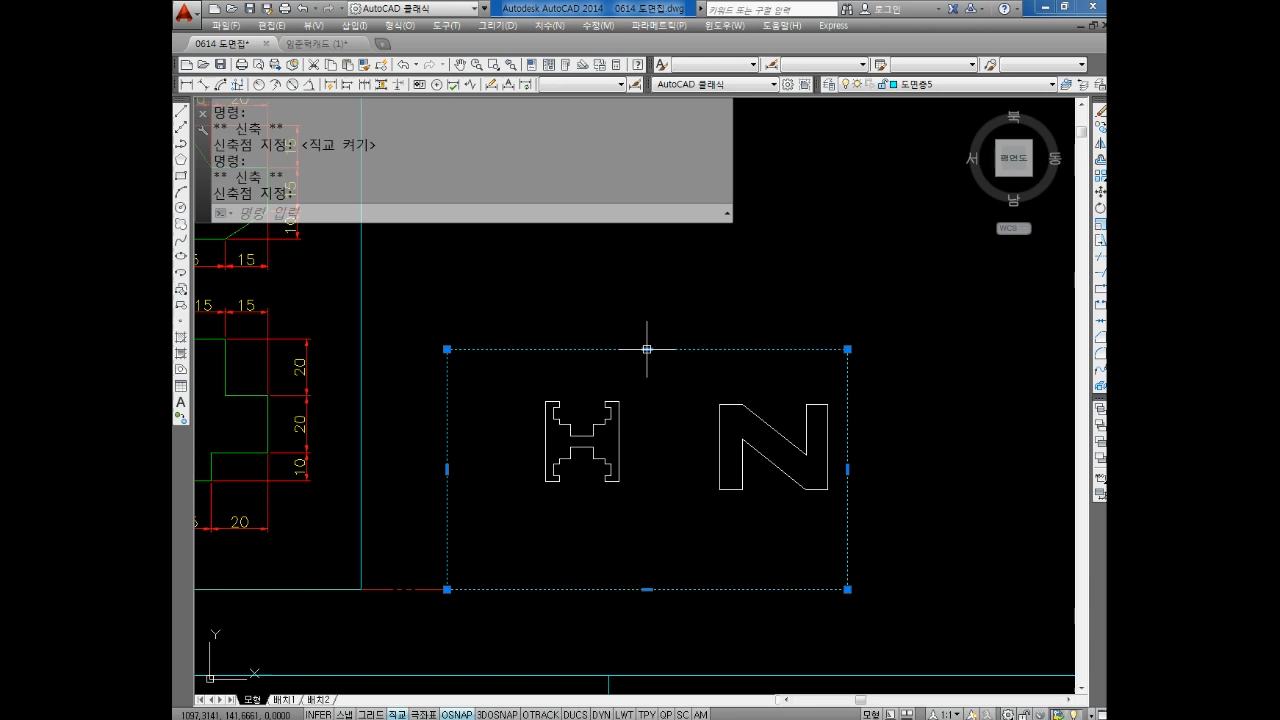 AutoCAD 클래식
Autodesk AutoCAD 2014 0614 도면집.dwg
키워드 또는 구절 입력
로그인
파일(F) 편집(E) 뷰(V) 삽입(I) 형식(O) 도구(T) 그리기(D) 치수(N) 수정(M) 파라메트릭(P) 윈도우(W) 도움말(H) Express
0614 도면집*
AutoCAD 클래식
도면층5
명령:
** 신축 **
신축점 지정: <직교 켜기>
명령:
** 신축 **
신축점 지정:
명령 입력
20
15
15
10
15
15 15
20
20
10
20
북
서 평면도 동
남
WCS
Y
X
모형 배치1 배치2
1097.3141, 141.6661, 0.0000 INFER 스냅 그리드 직교 극좌표 OSNAP 3DOSNAP OTRACK DUCS DYN LWT TPY QP SC AM 모형 1:1